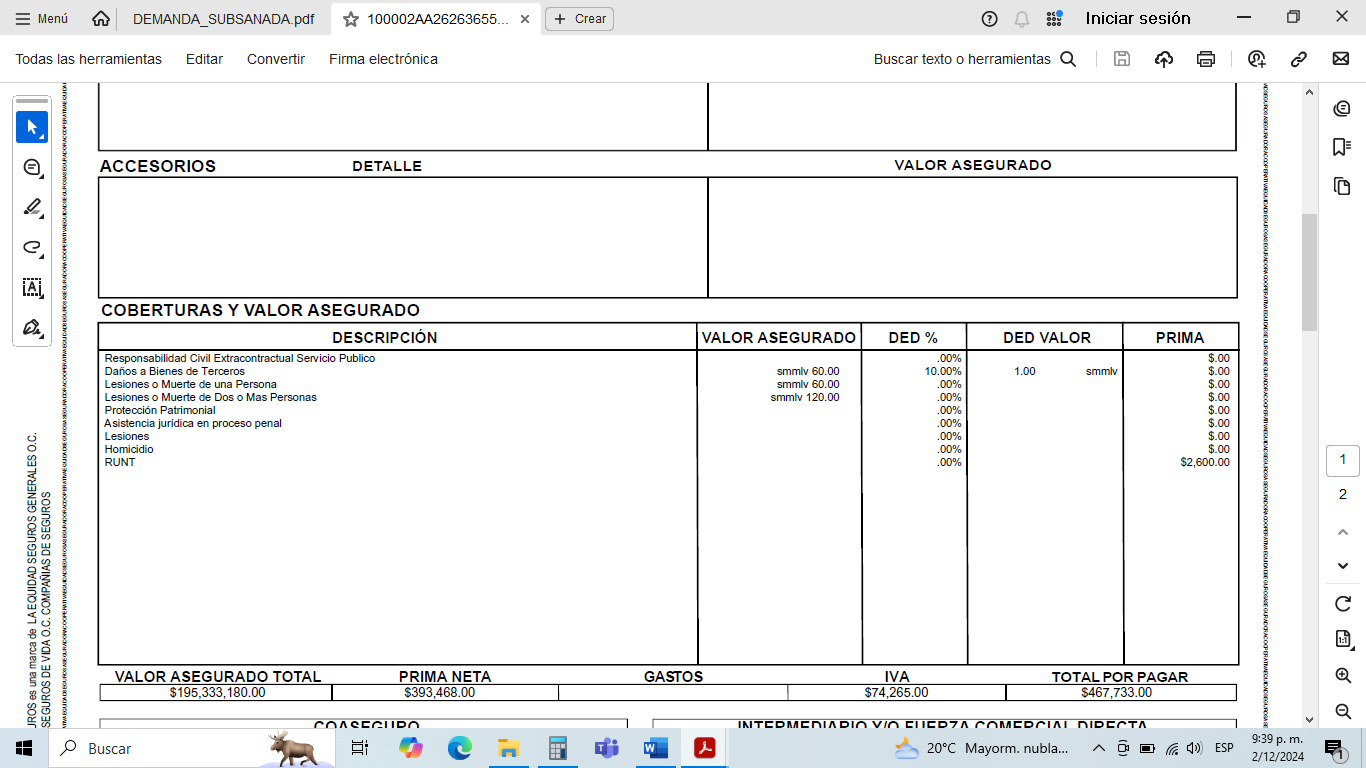 Menú
DEMANDA_SUBSANADA.pdf
100002AA26263655...
Crear
Iniciar sesión
Todas las herramientas
Editar
Convertir
Firma electrónica
Buscar texto o herramientas
ACCESORIOS DETALLE VALOR ASEGURADO
COBERTURAS Y VALOR ASEGURADO
DESCRIPCIÓN VALOR ASEGURADO DED % DED VALOR PRIMA
Responsabilidad Civil Extracontractual Servicio Publico .00% $.00
Daños a Bienes de Terceros smmlv 60.00 10.00% 1.00 smmlv $.00
Lesiones o Muerte de una Persona smmlv 60.00 .00% $.00
Lesiones o Muerte de Dos o Mas Personas smmlv 120.00 .00% $.00
Protección Patrimonial .00% $.00
Asistencia jurídica en proceso penal .00% $.00
Lesiones .00% $.00
Homicidio .00% $.00
RUNT .00% $2,600.00
VALOR ASEGURADO TOTAL PRIMA NETA GASTOS IVA TOTAL POR PAGAR
$195,333,180.00 $393,468.00 $74,265.00 $467,733.00
COASEGURO INTERMEDIARIO Y/O FUERZA COMERCIAL DIRECTA
UROS es una marca de LA EQUIDAD SEGUROS GENERALES O.C.
SEGUROS DE VIDA O.C. COMPAÑIAS DE SEGUROS
1
2
Buscar
20°C Mayorm. nubla...
ESP
9:39 p. m.
2/12/2024
1